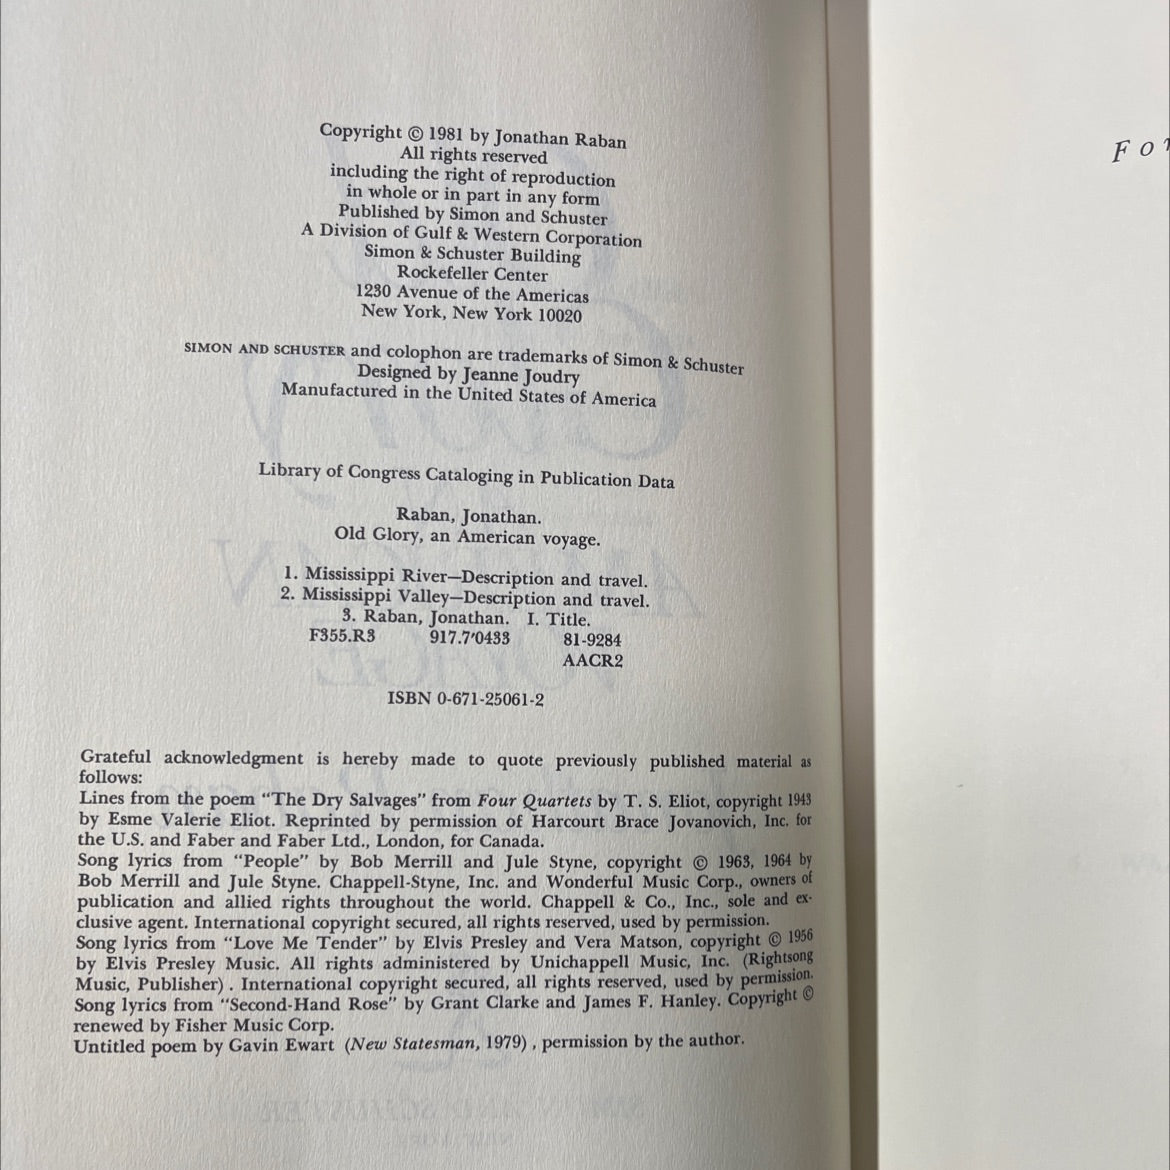 Copyright © 1981 by Jonathan Raban
All rights reserved
including the right of reproduction
in whole or in part in any form
Published by Simon and Schuster
A Division of Gulf & Western Corporation
Simon & Schuster Building
Rockefeller Center
1230 Avenue of the Americas
New York, New York 10020
SIMON AND SCHUSTER and colophon are trademarks of Simon & Schuster
Designed by Jeanne Joudry
Manufactured in the United States of America
Library of Congress Cataloging in Publication Data
Raban, Jonathan.
Old Glory, an American voyage.
1. Mississippi River—Description and travel.
2. Mississippi Valley—Description and travel.
3. Raban, Jonathan. I. Title.
F355.R3 917.7′0433 81-9284
AACR2
ISBN 0-671-25061-2
Grateful acknowledgment is hereby made to quote previously published material as
follows:
Lines from the poem “The Dry Salvages” from Four Quartets by T. S. Eliot, copyright 1943
by Esme Valerie Eliot. Reprinted by permission of Harcourt Brace Jovanovich, Inc. for
the U.S. and Faber and Faber Ltd., London, for Canada.
Song lyrics from “People” by Bob Merrill and Jule Styne, copyright © 1963, 1964 by
Bob Merrill and Jule Styne. Chappell-Styne, Inc. and Wonderful Music Corp., owners of
publication and allied rights throughout the world. Chappell & Co., Inc., sole and ex-
clusive agent. International copyright secured, all rights reserved, used by permission.
Song lyrics from “Love Me Tender” by Elvis Presley and Vera Matson, copyright © 1956
by Elvis Presley Music. All rights administered by Unichappell Music, Inc. (Rightsong
Music, Publisher). International copyright secured, all rights reserved, used by permission.
Song lyrics from “Second-Hand Rose” by Grant Clarke and James F. Hanley. Copyright ©
renewed by Fisher Music Corp.
Untitled poem by Gavin Ewart (New Statesman, 1979), permission by the author.